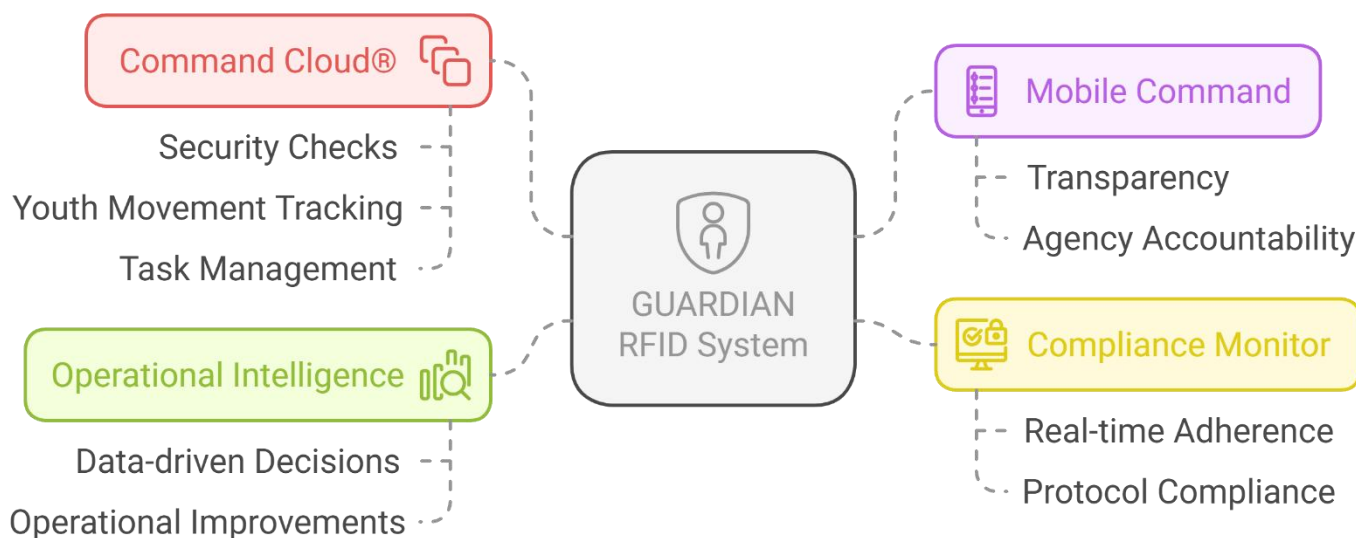 Command Cloud®
Security Checks
Youth Movement Tracking
Task Management
Operational Intelligence
Data-driven Decisions
Operational Improvements
GUARDIAN
RFID System
Mobile Command
Transparency
Agency Accountability
Compliance Monitor
Real-time Adherence
Protocol Compliance